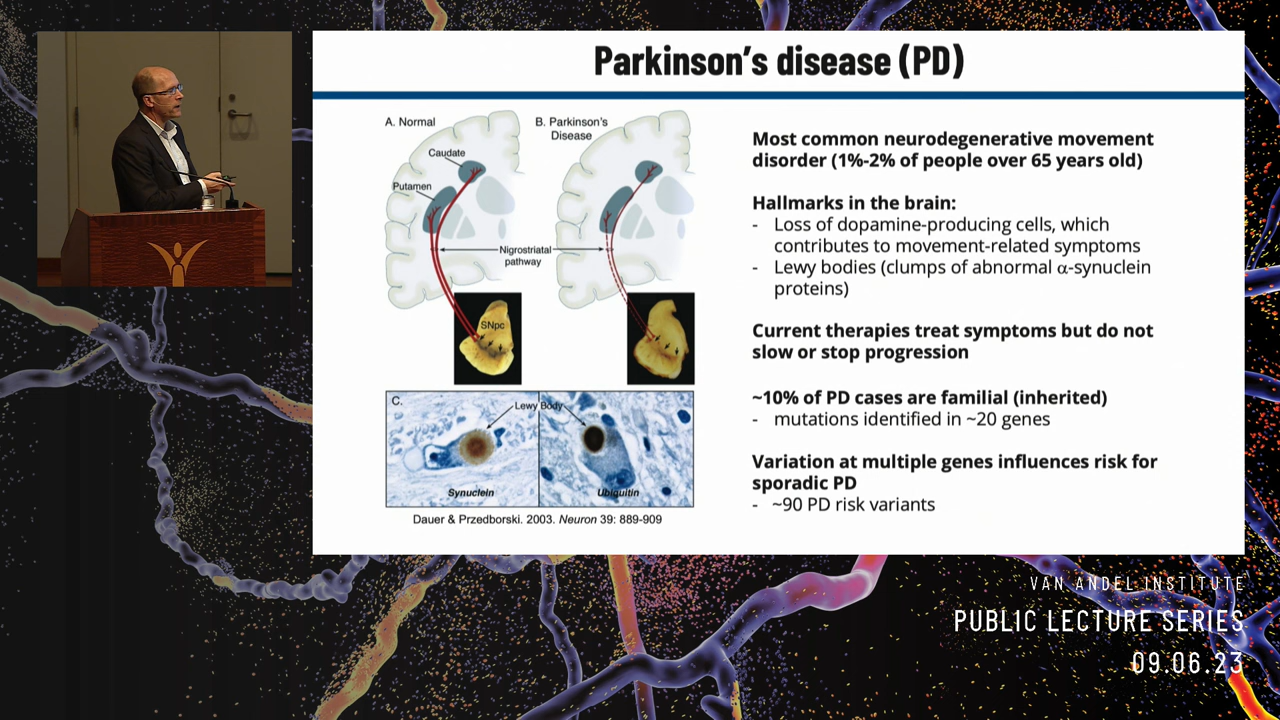 Parkinson's disease (PD)
A. Normal
B. Parkinson's
Disease
Caudate
Putamen
Nigrostriatal
pathway
SNpc
C.
Lewy Body
Synuclein
Ubiquitin
Dauer & Przedborski. 2003. Neuron 39: 889-909
Most common neurodegenerative movement
disorder (1%-2% of people over 65 years old)
Hallmarks in the brain:
- Loss of dopamine-producing cells, which
contributes to movement-related symptoms
- Lewy bodies (clumps of abnormal α-synuclein
proteins)
Current therapies treat symptoms but do not
slow or stop progression
~10% of PD cases are familial (inherited)
- mutations identified in ~20 genes
Variation at multiple genes influences risk for
sporadic PD
- ~90 PD risk variants
VAN ANDEL INSTITUTE
PUBLIC LECTURE SERIES
09.06.23